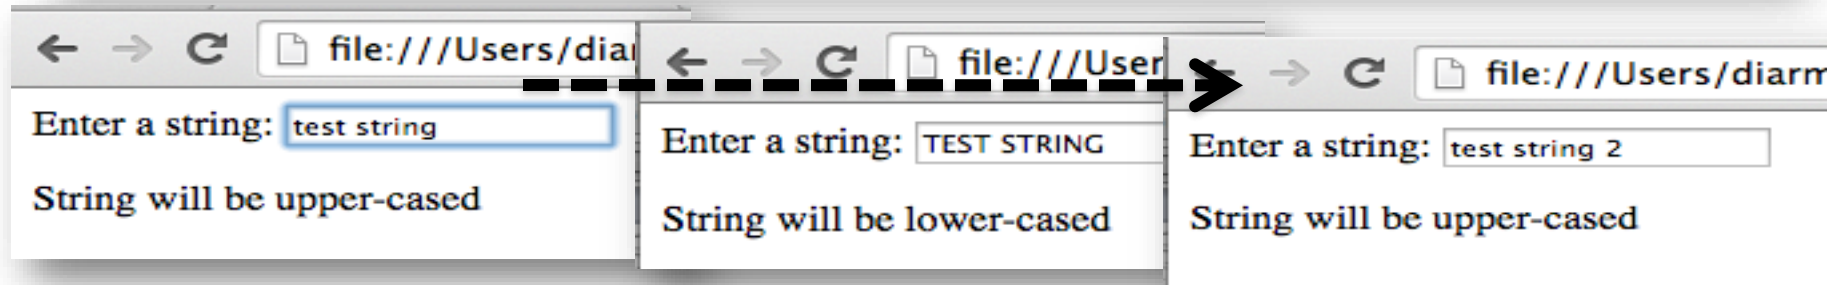 file:///Users/diar
Enter a string: test string
String will be upper-cased
file:///User
Enter a string: TEST STRING
String will be lower-cased
file:///Users/diarm
Enter a string: test string 2
String will be upper-cased